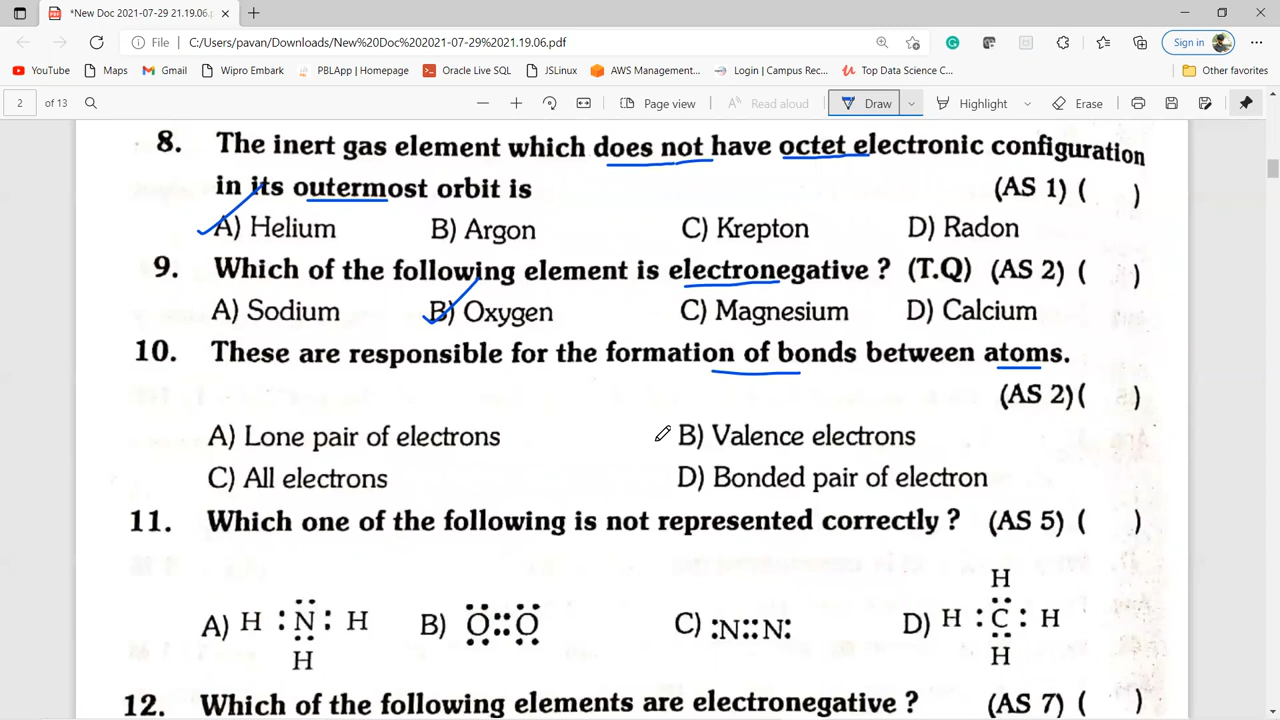 *New Doc 2021-07-29 21.19.06.p
File C:/Users/pavan/Downloads/New%20Doc%202021-07-29%2021.19.06.pdf
Sign in
YouTube Maps Gmail Wipro Embark PBLApp | Homepage Oracle Live SQL JSLinux AWS Management... Login | Campus Rec... Top Data Science C... Other favorites
2 of 13 Page view Read aloud Draw Highlight Erase
8. The inert gas element which does not have octet electronic configuration
in its outermost orbit is (AS 1) ( )
A) Helium B) Argon C) Krepton D) Radon
9. Which of the following element is electronegative ? (T.Q) (AS 2) ( )
A) Sodium B) Oxygen C) Magnesium D) Calcium
10. These are responsible for the formation of bonds between atoms.
(AS 2) ( )
A) Lone pair of electrons B) Valence electrons
C) All electrons D) Bonded pair of electron
11. Which one of the following is not represented correctly ? (AS 5) ( )
H
A) H : N : H B) O :: O C) :N::N: D) H : C : H
H H
12. Which of the following elements are electronegative ? (AS 7) ( )